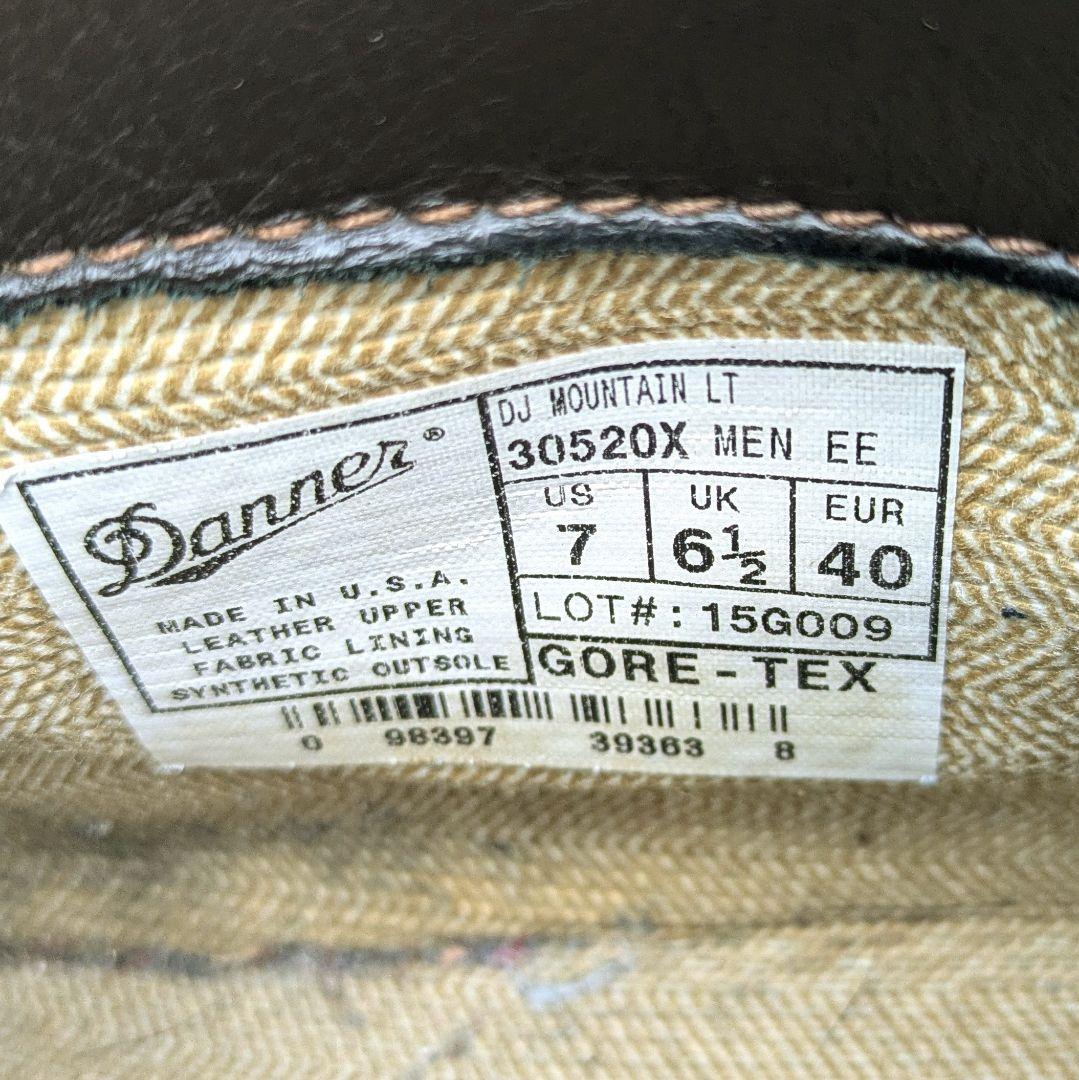 Danner®
MADE IN U.S.A.
LEATHER UPPER
FABRIC LINING
SYNTHETIC OUTSOLE
DJ MOUNTAIN LT
30520X MEN EE
US UK EUR
7 6½ 40
LOT#: 15G009
GORE-TEX
0 98397 39363 8